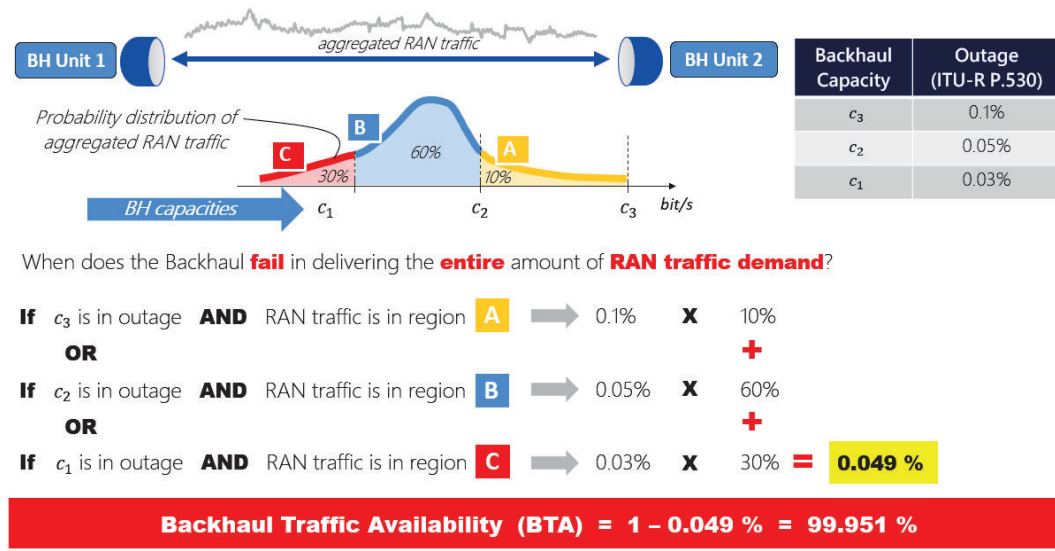 aggregated RAN traffic
BH Unit 1
BH Unit 2
Probability distribution of
aggregated RAN traffic
C
B
A
30%
60%
10%
BH capacities
c₁
c₂
c₃
bit/s
Backhaul Capacity Outage (ITU-R P.530)
c₃ 0.1%
c₂ 0.05%
c₁ 0.03%
When does the Backhaul fail in delivering the entire amount of RAN traffic demand?
If c₃ is in outage AND RAN traffic is in region A 0.1% X 10%
OR +
If c₂ is in outage AND RAN traffic is in region B 0.05% X 60%
OR +
If c₁ is in outage AND RAN traffic is in region C 0.03% X 30% = 0.049 %
Backhaul Traffic Availability (BTA) = 1 – 0.049 % = 99.951 %